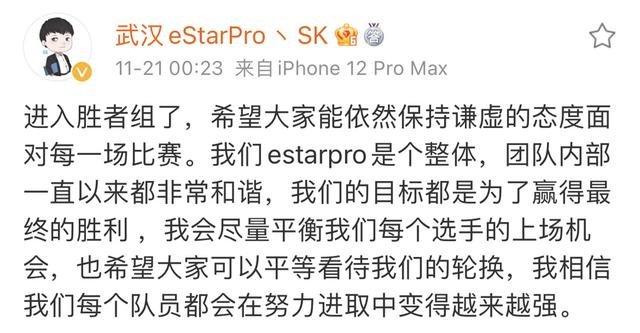 武汉eStarPro丶SK
11-21 00:23 来自iPhone 12 Pro Max
进入胜者组了，希望大家能依然保持谦虚的态度面
对每一场比赛。我们estarpro是个整体，团队内部
一直以来都非常和谐，我们的目标都是为了赢得最
终的胜利 ，我会尽量平衡我们每个选手的上场机
会，也希望大家可以平等看待我们的轮换，我相信
我们每个队员都会在努力进取中变得越来越强。